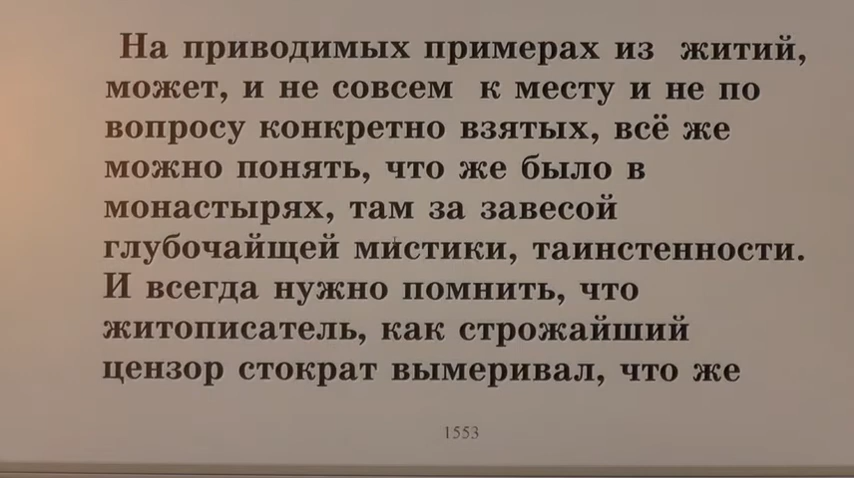 На приводимых примерах из житий,
может, и не совсем к месту и не по
вопросу конкретно взятых, всё же
можно понять, что же было в
монастырях, там за завесой
глубочайщей мистики, таинстенности.
И всегда нужно помнить, что
житописатель, как строжайший
цензор стократ вымеривал, что же
1553